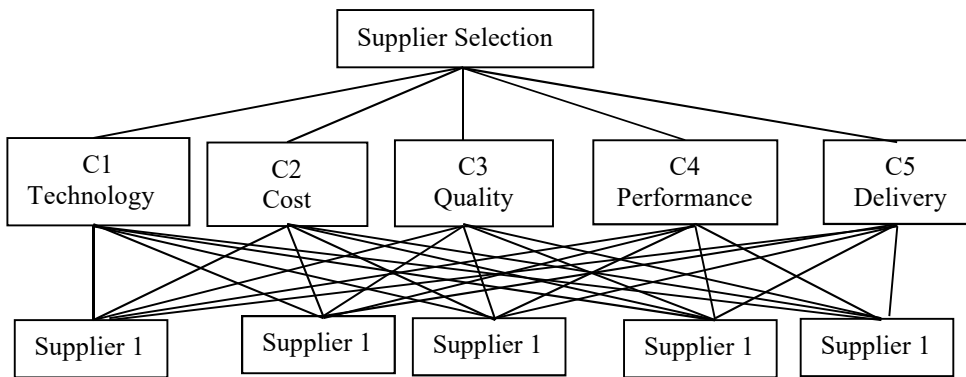 Supplier Selection
C1
Technology
C2
Cost
C3
Quality
C4
Performance
C5
Delivery
Supplier 1
Supplier 1
Supplier 1
Supplier 1
Supplier 1